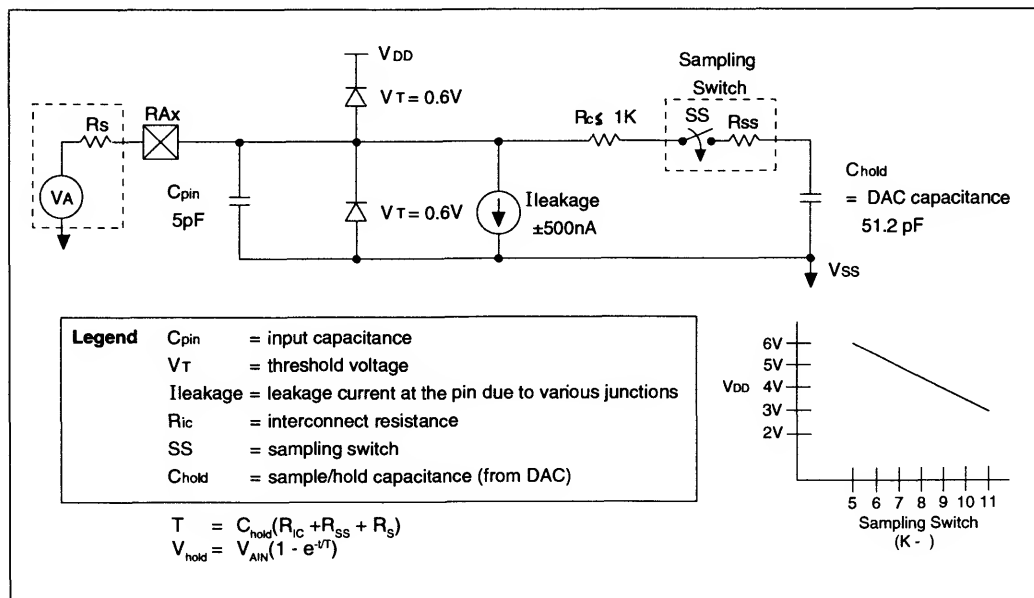 VDD
Sampling
Switch
VT = 0.6V
RAx
Rs
Rc≤ 1K
SS
Rss
VA
Cpin
5pF
VT = 0.6V
Ileakage
±500nA
Chold
= DAC capacitance
51.2 pF
Vss
Legend
Cpin = input capacitance
VT = threshold voltage
Ileakage = leakage current at the pin due to various junctions
Ric = interconnect resistance
SS = sampling switch
Chold = sample/hold capacitance (from DAC)
T = Chold(RIC +RSS + RS)
Vhold = VAIN(1 - e-t/T)
6V
5V
VDD 4V
3V
2V
5 6 7 8 9 10 11
Sampling Switch
(K - )